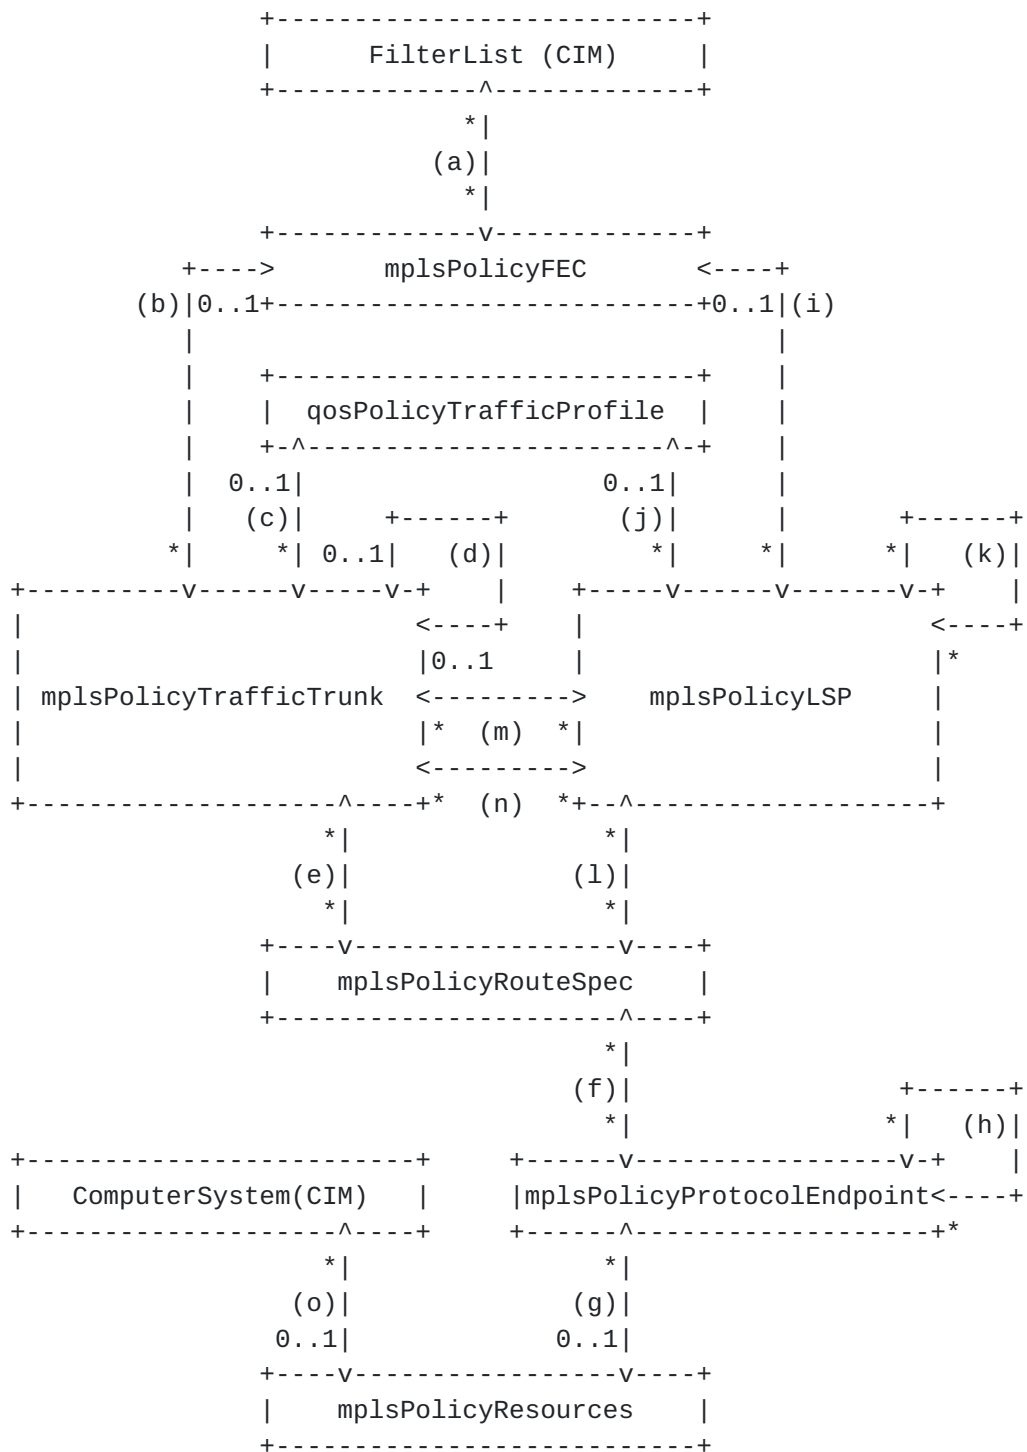 +---------------------------+
|      FilterList (CIM)     |
+-------------^-------------+
*|
(a)|
*|
+-------------v-------------+
+---->       mplsPolicyFEC       <----+
(b)|0..1+---------------------------+0..1|(i)
|                                     |
|    +---------------------------+    |
|    |  qosPolicyTrafficProfile  |    |
|    +-^-----------------------^-+    |
|  0..1|                   0..1|      |
|   (c)|     +------+       (j)|      |       +------+
*|     *| 0..1|   (d)|         *|     *|      *|   (k)|
+----------v------v-----v-+    |    +-----v------v-------v-+    |
|                         <----+    |                      <----+
|                         |0..1     |                      |*
| mplsPolicyTrafficTrunk  <--------->    mplsPolicyLSP     |
|                         |*  (m)  *|                      |
|                         <--------->                      |
+--------------------^----+*  (n)  *+--^-------------------+
*|                *|
(e)|              (l)|
*|                *|
+----v-----------------v----+
|    mplsPolicyRouteSpec    |
+----------------------^----+
*|
(f)|                 +------+
*|                *|   (h)|
+-------------------------+     +------v-----------------v-+    |
|   ComputerSystem(CIM)   |     |mplsPolicyProtocolEndpoint<----+
+--------------------^----+     +------^-------------------+*
*|                *|
(o)|              (g)|
0..1|             0..1|
+----v-----------------v----+
|    mplsPolicyResources    |
+---------------------------+